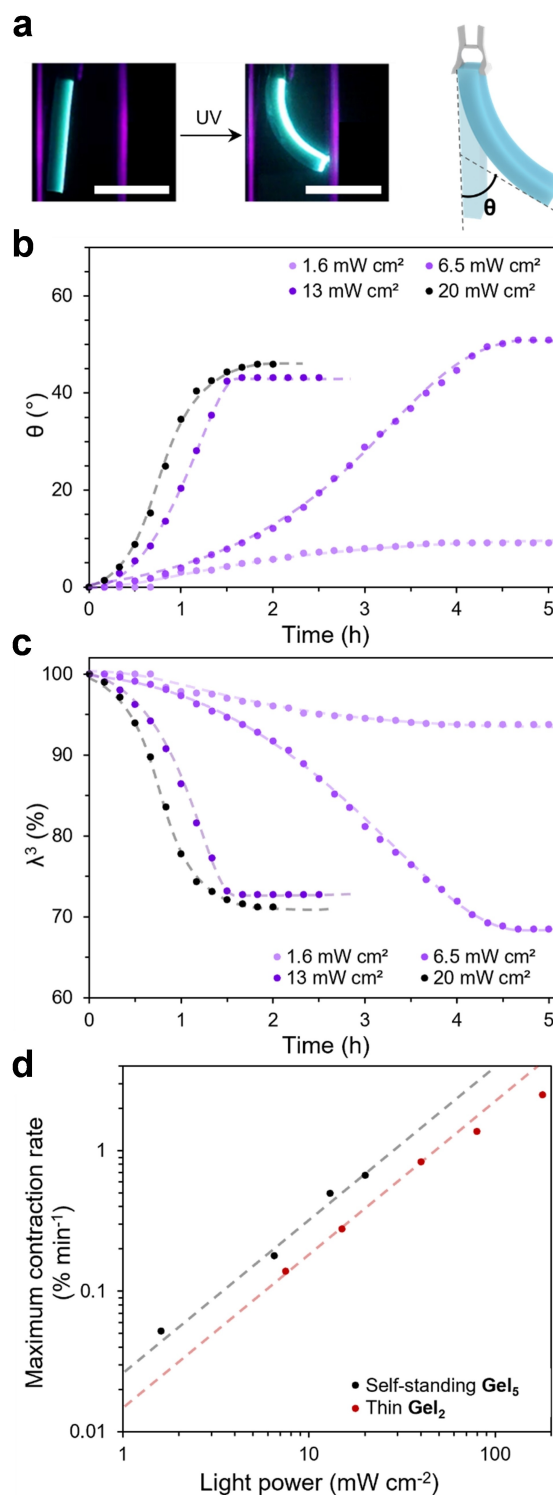 a
UV
θ
b
1.6 mW cm² 6.5 mW cm²
13 mW cm² 20 mW cm²
60
40
20
0
θ (°)
0 1 2 3 4 5
Time (h)
c
100
90
80
70
60
λ³ (%)
1.6 mW cm² 6.5 mW cm²
13 mW cm² 20 mW cm²
0 1 2 3 4 5
Time (h)
d
1
0.1
0.01
Maximum contraction rate
(% min⁻¹)
Self-standing Gel₅
Thin Gel₂
1 10 100
Light power (mW cm⁻²)